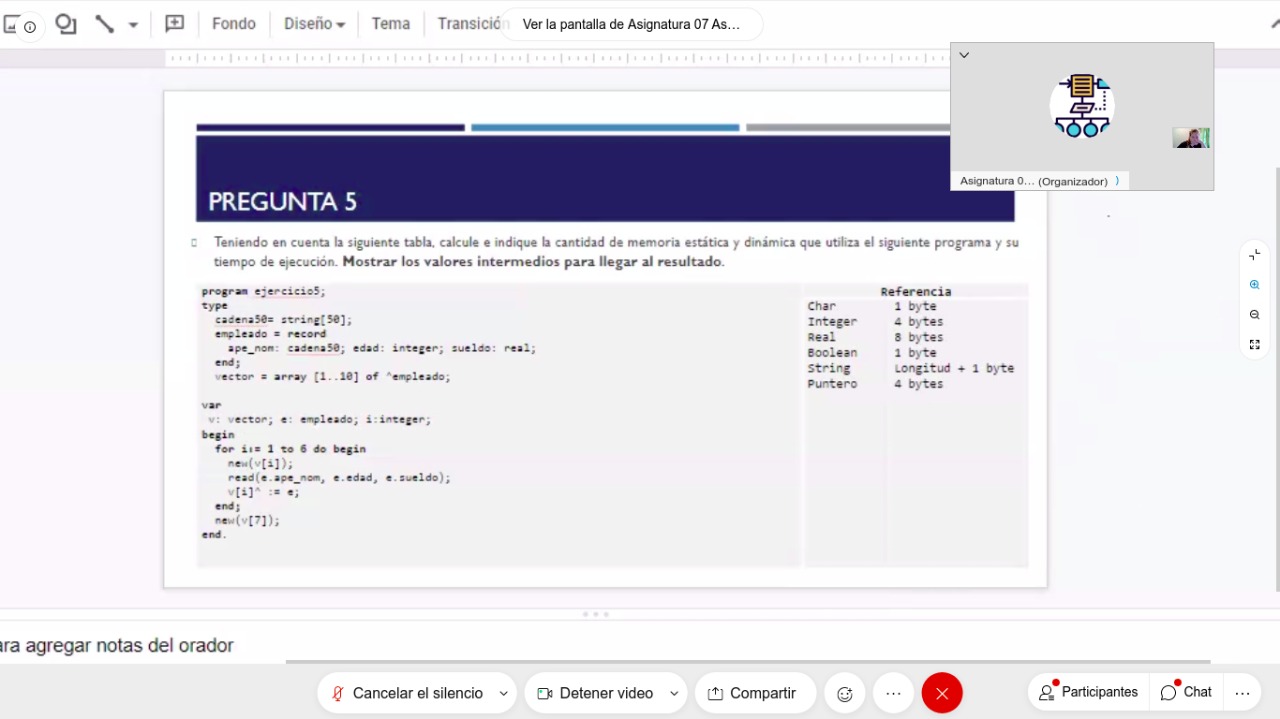 Fondo Diseño Tema Transició Ver la pantalla de Asignatura 07 As...
Asignatura 0... (Organizador)
PREGUNTA 5
Teniendo en cuenta la siguiente tabla, calcule e indique la cantidad de memoria estática y dinámica que utiliza el siguiente programa y su
tiempo de ejecución. Mostrar los valores intermedios para llegar al resultado.
program ejercicio5;
type
cadena50= string[50];
empleado = record
ape_nom: cadena50; edad: integer; sueldo: real;
end;
vector = array [1..10] of ^empleado;
var
v: vector; e: empleado; i:integer;
begin
for i:= 1 to 6 do begin
new(v[i]);
read(e.ape_nom, e.edad, e.sueldo);
v[i]^ := e;
end;
new(v[7]);
end.
Referencia
Char 1 byte
Integer 4 bytes
Real 8 bytes
Boolean 1 byte
String Longitud + 1 byte
Puntero 4 bytes
ara agregar notas del orador
Cancelar el silencio Detener video Compartir Participantes Chat